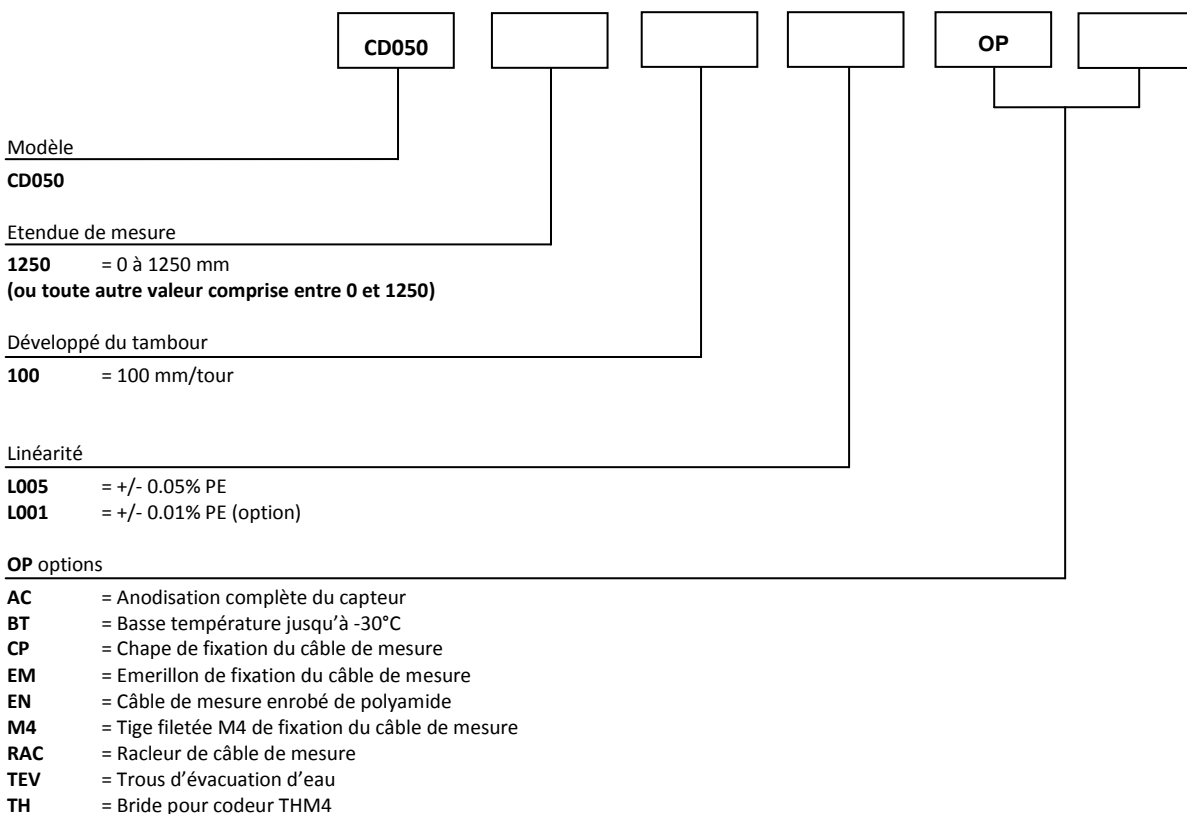 CD050 OP
Modèle
CD050
Etendue de mesure
1250 = 0 à 1250 mm
(ou toute autre valeur comprise entre 0 et 1250)
Développé du tambour
100 = 100 mm/tour
Linéarité
L005 = +/- 0.05% PE
L001 = +/- 0.01% PE (option)
OP options
AC = Anodisation complète du capteur
BT = Basse température jusqu’à -30°C
CP = Chape de fixation du câble de mesure
EM = Emerillon de fixation du câble de mesure
EN = Câble de mesure enrobé de polyamide
M4 = Tige filetée M4 de fixation du câble de mesure
RAC = Racleur de câble de mesure
TEV = Trous d’évacuation d’eau
TH = Bride pour codeur THM4